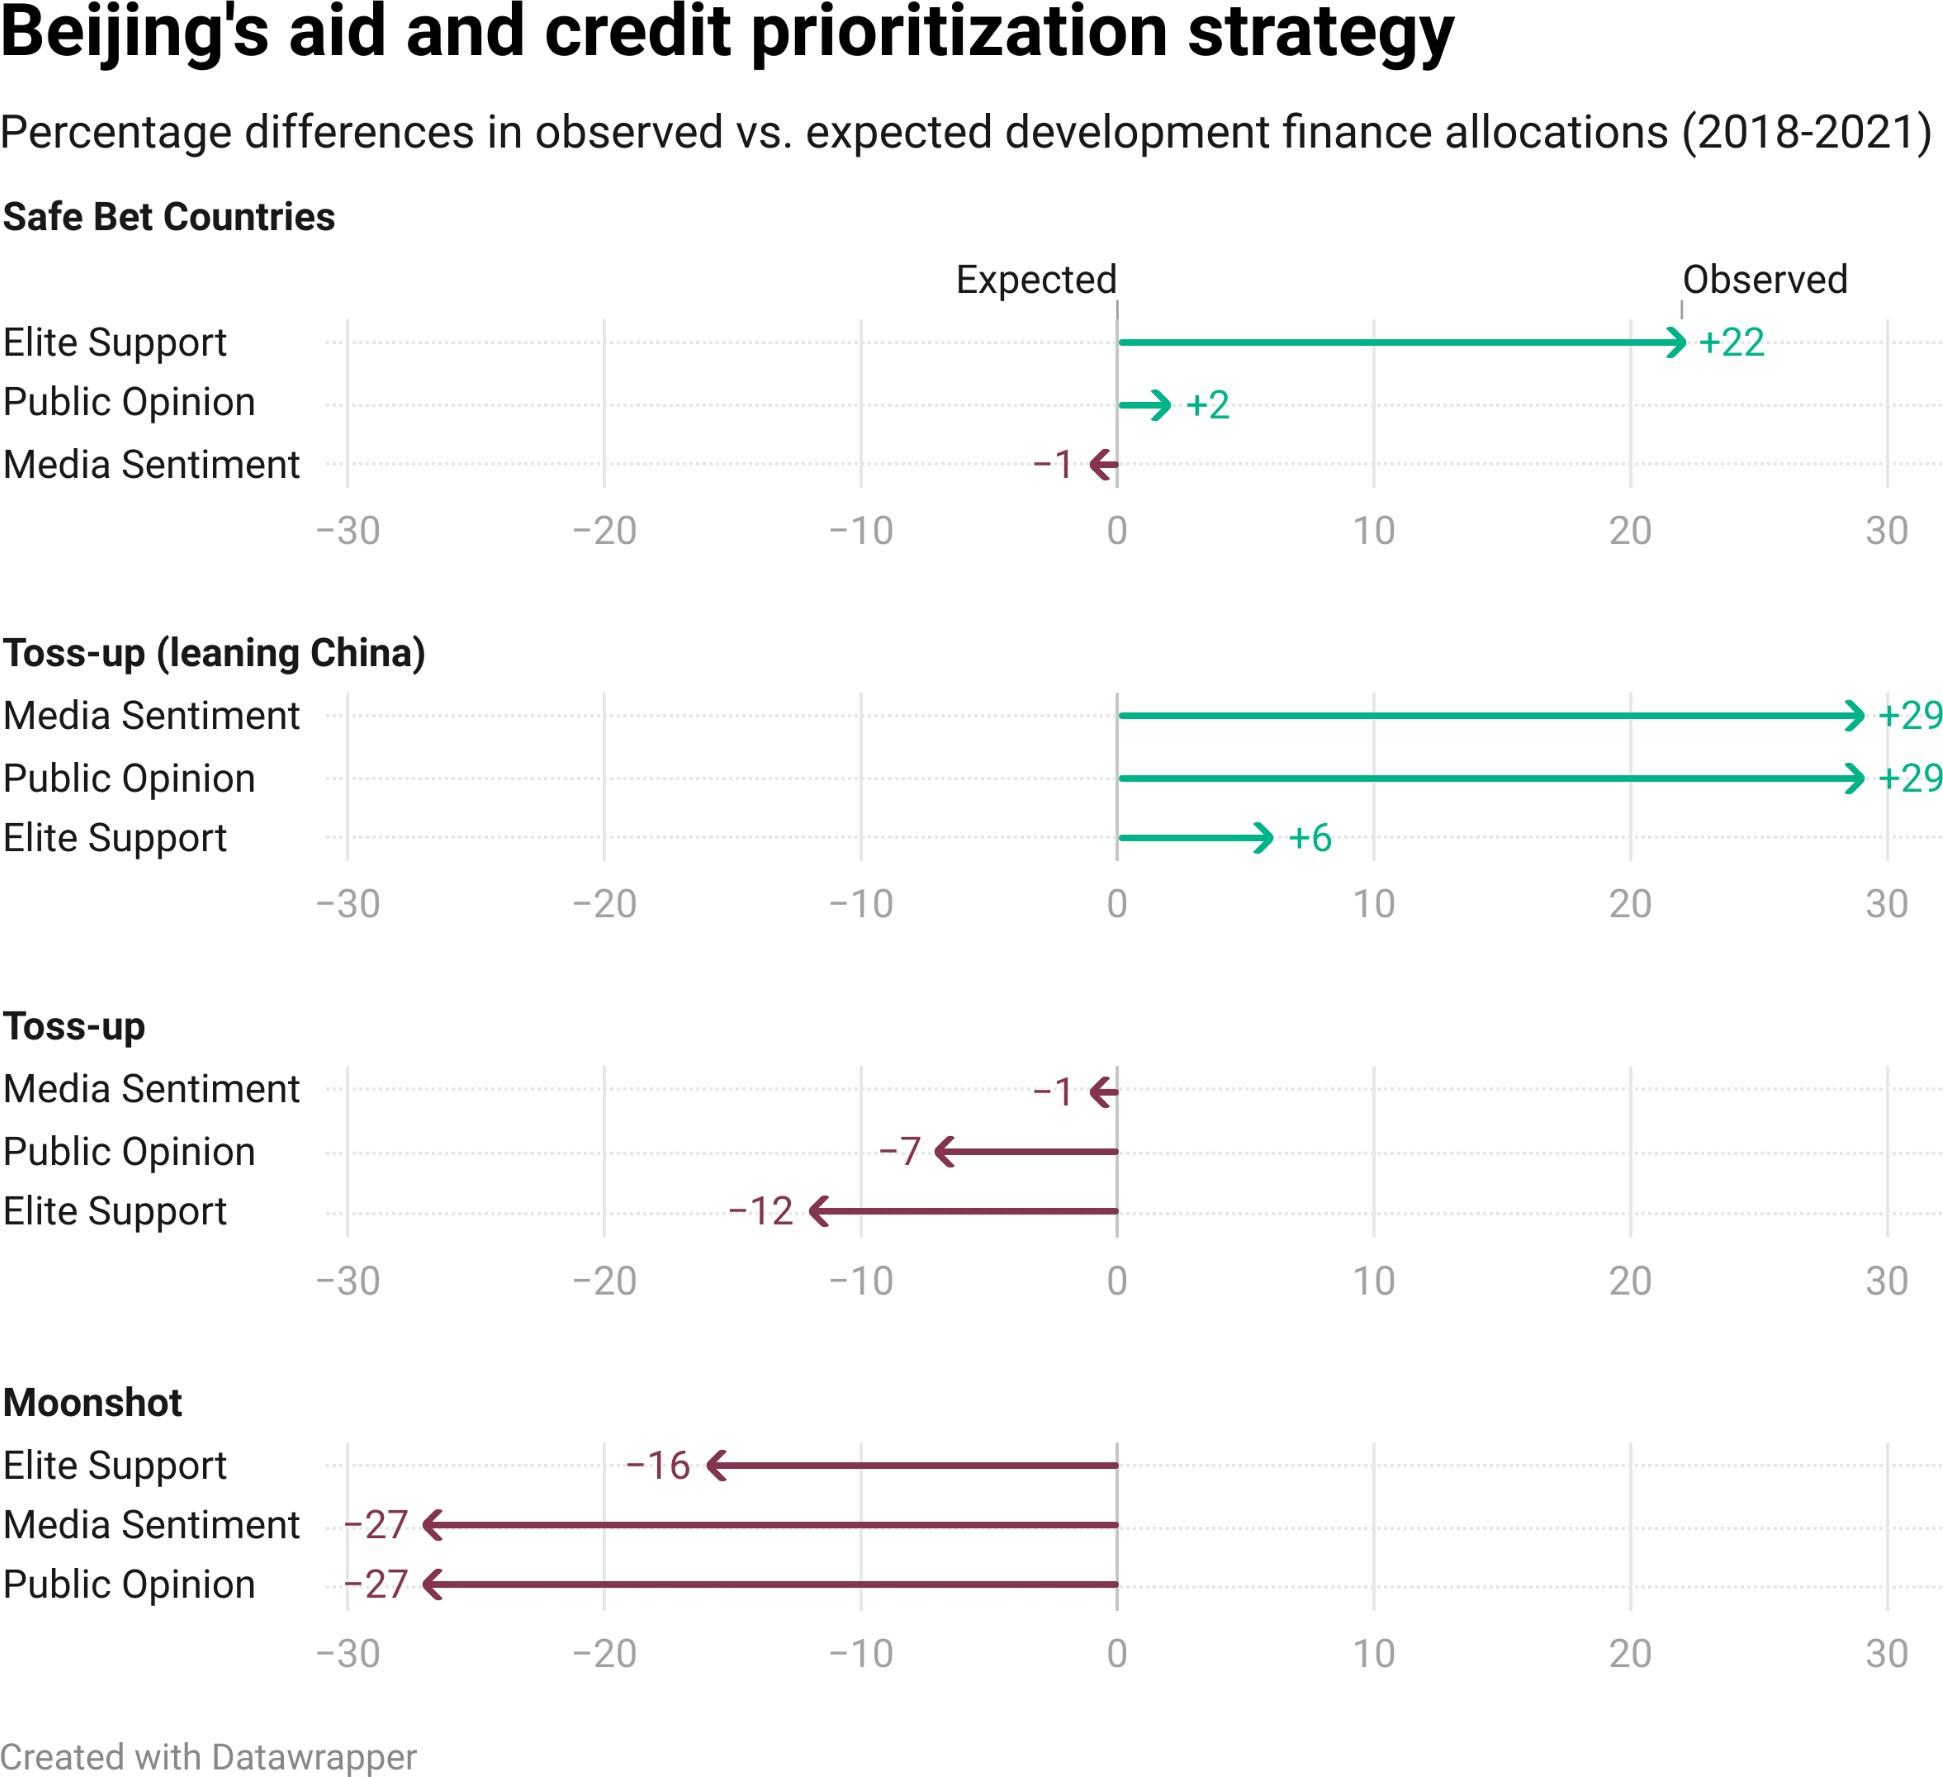 Beijing's aid and credit prioritization strategy
Percentage differences in observed vs. expected development finance allocations (2018-2021)
Safe Bet Countries
Expected Observed
Elite Support +22
Public Opinion +2
Media Sentiment −1
−30 −20 −10 0 10 20 30
Toss-up (leaning China)
Media Sentiment +29
Public Opinion +29
Elite Support +6
−30 −20 −10 0 10 20 30
Toss-up
Media Sentiment −1
Public Opinion −7
Elite Support −12
−30 −20 −10 0 10 20 30
Moonshot
Elite Support −16
Media Sentiment −27
Public Opinion −27
−30 −20 −10 0 10 20 30
Created with Datawrapper